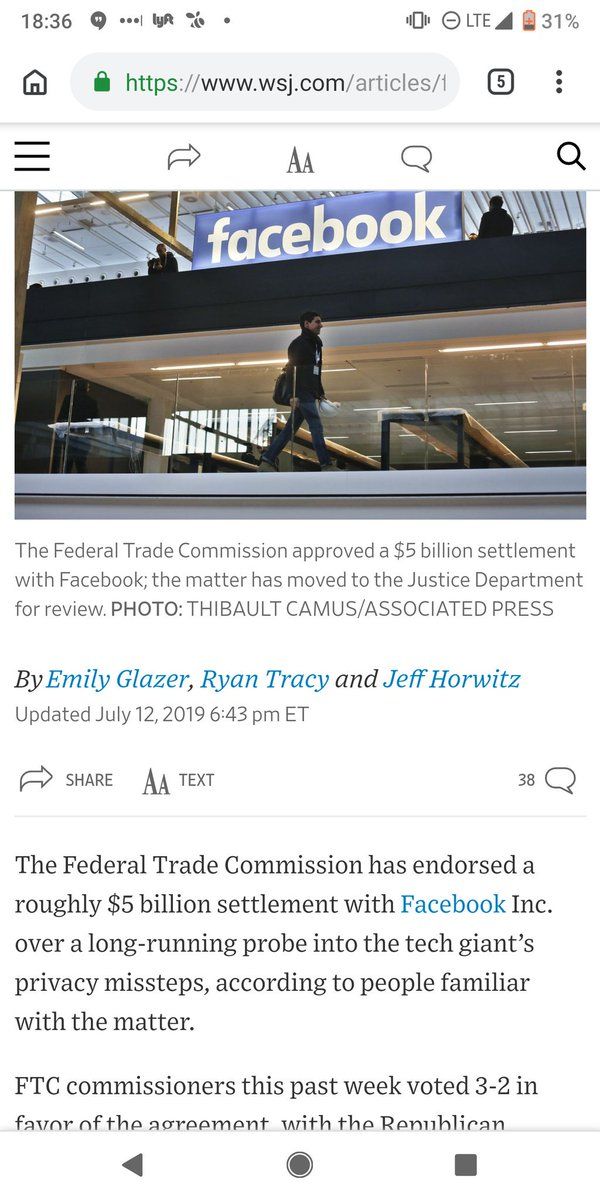 18:36
lyft
LTE
31%
https://www.wsj.com/articles/f
5
AA
facebook
The Federal Trade Commission approved a $5 billion settlement
with Facebook; the matter has moved to the Justice Department
for review. PHOTO: THIBAULT CAMUS/ASSOCIATED PRESS
By Emily Glazer, Ryan Tracy and Jeff Horwitz
Updated July 12, 2019 6:43 pm ET
SHARE AA TEXT 38
The Federal Trade Commission has endorsed a
roughly $5 billion settlement with Facebook Inc.
over a long-running probe into the tech giant’s
privacy missteps, according to people familiar
with the matter.
FTC commissioners this past week voted 3-2 in
favor of the agreement, with the Republican